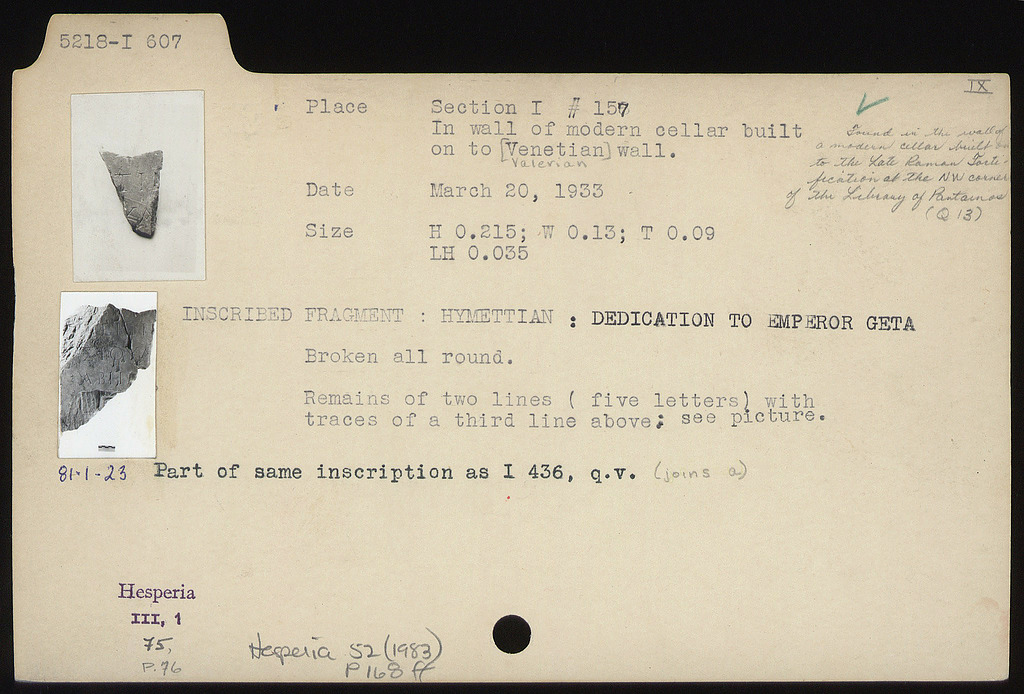 5218-I 607
IX
Place Section I # 157
In wall of modern cellar built
on to [Venetian] wall.
Valerian
Found in the wall of
a modern cellar built on
to the Late Roman Forti-
fication at the NW corner
of the Library of Pantainos
(Q 13)
Date March 20, 1933
Size H 0.215; W 0.13; T 0.09
LH 0.035
INSCRIBED FRAGMENT : HYMETTIAN : DEDICATION TO EMPEROR GETA
Broken all round.
Remains of two lines ( five letters) with
traces of a third line above; see picture.
81-1-23 Part of same inscription as I 436, q.v. (joins a)
Hesperia
III, 1
75,
P.76
Hesperia 52 (1983)
P 168 ff